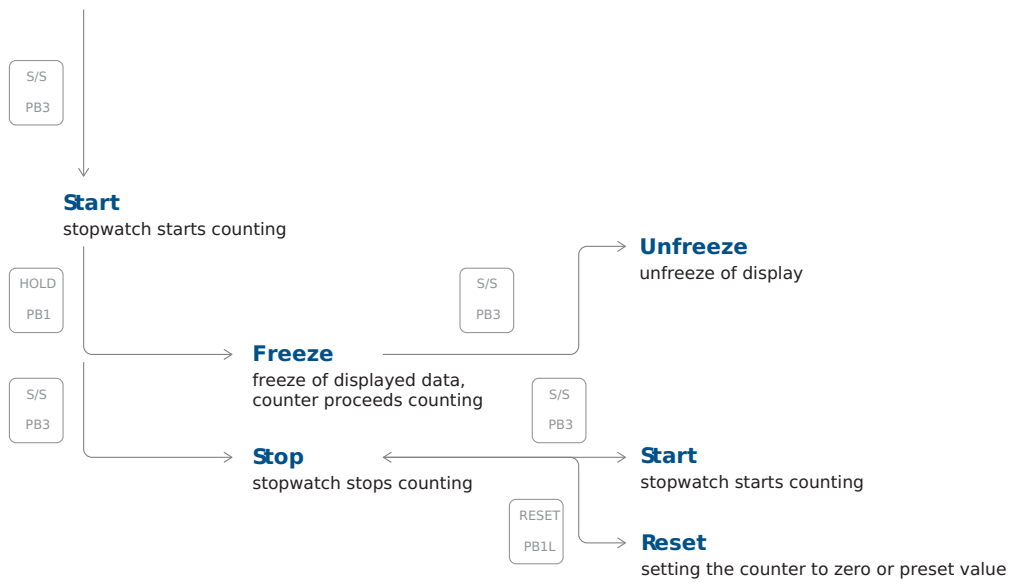 S/S
PB3
Start
stopwatch starts counting
HOLD
PB1
S/S
PB3
Unfreeze
unfreeze of display
Freeze
freeze of displayed data,
counter proceeds counting
S/S
PB3
S/S
PB3
Stop
stopwatch stops counting
Start
stopwatch starts counting
RESET
PB1L
Reset
setting the counter to zero or preset value